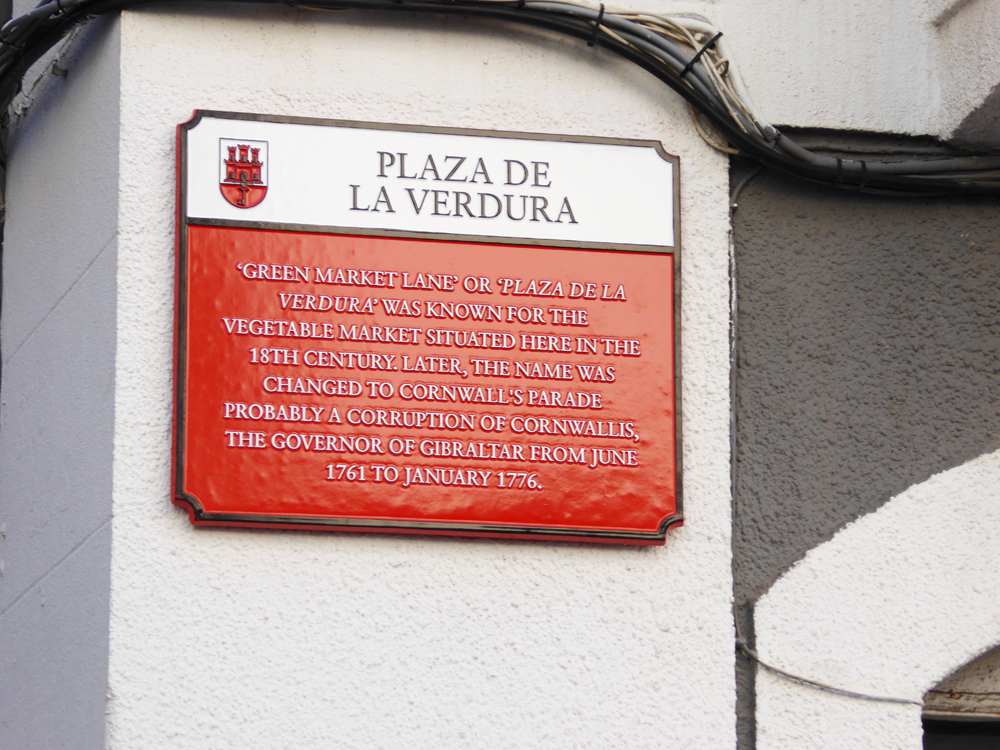 PLAZA DE
LA VERDURA
‘GREEN MARKET LANE’ OR ‘PLAZA DE LA
VERDURA’ WAS KNOWN FOR THE
VEGETABLE MARKET SITUATED HERE IN THE
18TH CENTURY. LATER, THE NAME WAS
CHANGED TO CORNWALL‘S PARADE
PROBABLY A CORRUPTION OF CORNWALLIS,
THE GOVERNOR OF GIBRALTAR FROM JUNE
1761 TO JANUARY 1776.